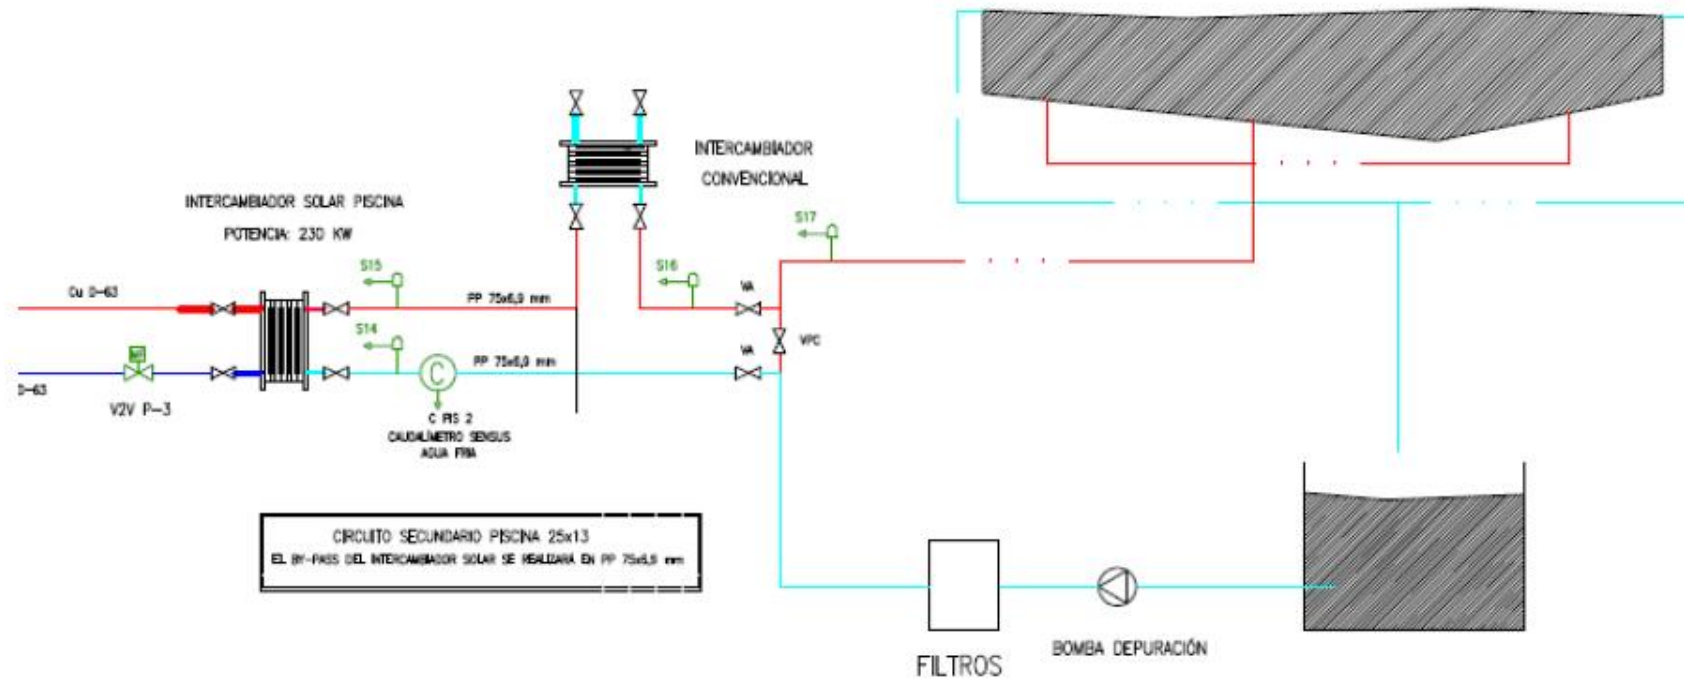 INTERCAMBIADOR
CONVENCIONAL
INTERCAMBIADOR SOLAR PISCINA
POTENCIA: 230 KW
S17
S15
S16
Cu D-63
PP 75x6,9 mm
VA
S14
VPC
VA
PP 75x6,9 mm
D-63
V2V P-3
C
C PIS 2
CAUDALÍMETRO SENSUS
AGUA FRIA
CIRCUITO SECUNDARIO PISCINA 25x13
EL BY-PASS DEL INTERCAMBIADOR SOLAR SE REALIZARÁ EN PP 75x6,9 mm
BOMBA DEPURACIÓN
FILTROS